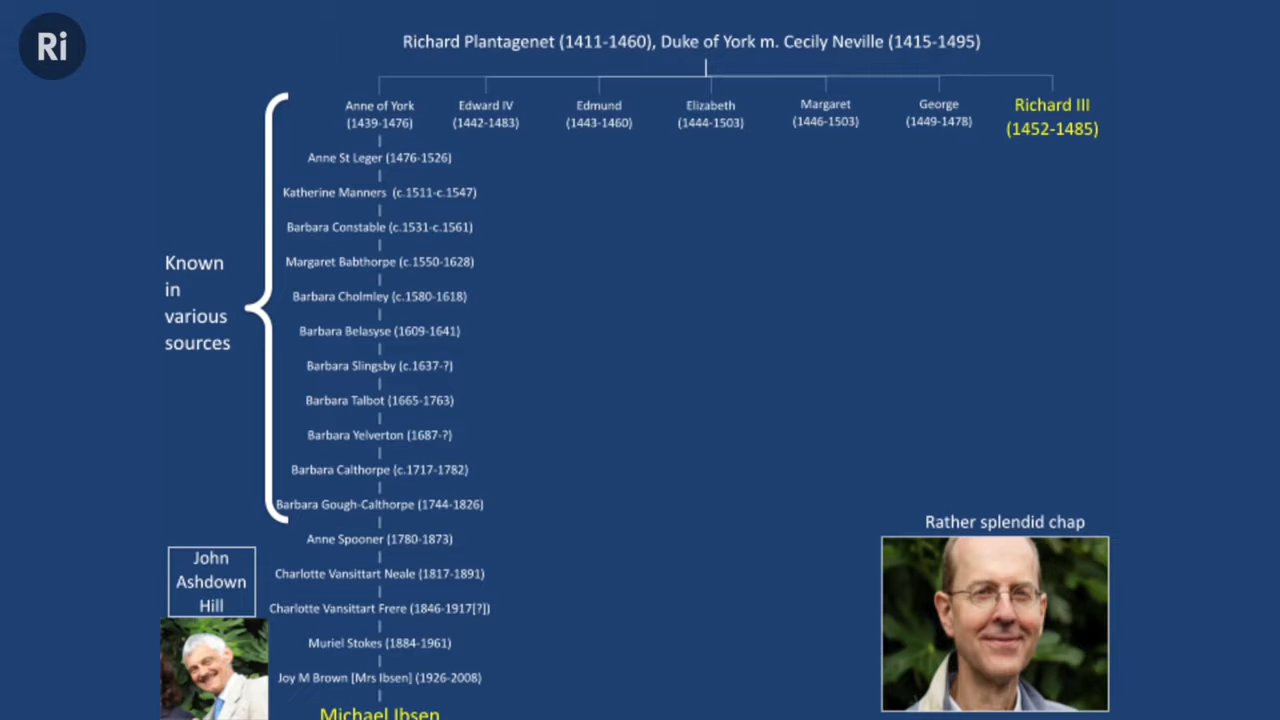 Ri
Richard Plantagenet (1411-1460), Duke of York m. Cecily Neville (1415-1495)
Anne of York
(1439-1476)
Edward IV
(1442-1483)
Edmund
(1443-1460)
Elizabeth
(1444-1503)
Margaret
(1446-1503)
George
(1449-1478)
Richard III
(1452-1485)
Anne St Leger (1476-1526)
Katherine Manners (c.1511-c.1547)
Barbara Constable (c.1531-c.1561)
Margaret Babthorpe (c.1550-1628)
Barbara Cholmley (c.1580-1618)
Barbara Belasyse (1609-1641)
Barbara Slingsby (c.1637-?)
Barbara Talbot (1665-1763)
Barbara Yelverton (1687-?)
Barbara Calthorpe (c.1717-1782)
Barbara Gough-Calthorpe (1744-1826)
Anne Spooner (1780-1873)
Charlotte Vansittart Neale (1817-1891)
Charlotte Vansittart Frere (1846-1917[?])
Muriel Stokes (1884-1961)
Joy M Brown [Mrs Ibsen] (1926-2008)
Michael Ibsen
Known
in
various
sources
John
Ashdown
Hill
Rather splendid chap